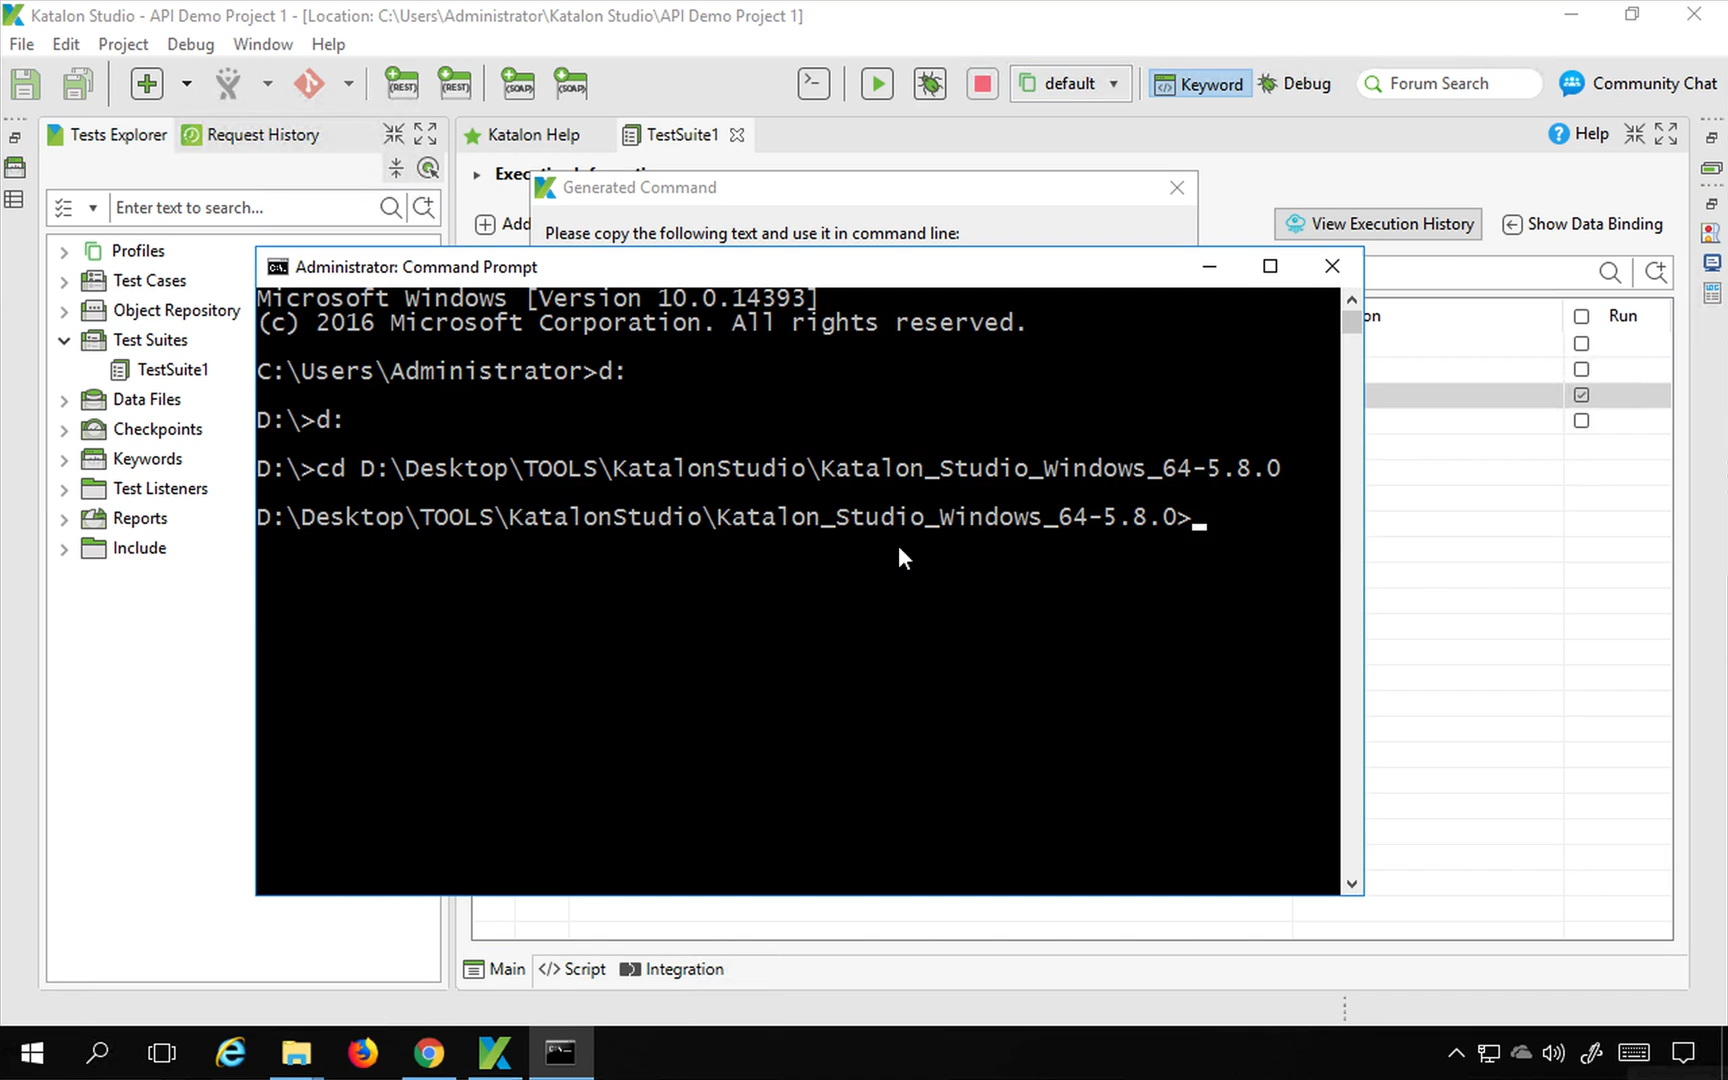 Katalon Studio - API Demo Project 1 - [Location: C:\Users\Administrator\Katalon Studio\API Demo Project 1]
File Edit Project Debug Window Help
(REST) (REST) (SOAP) (SOAP) default Keyword Debug Forum Search Community Chat
Tests Explorer Request History Katalon Help TestSuite1 Help
Generated Command
Add
Please copy the following text and use it in command line:
View Execution History Show Data Binding
Enter text to search...
Profiles
Test Cases
Object Repository
Test Suites
TestSuite1
Data Files
Checkpoints
Keywords
Test Listeners
Reports
Include
Administrator: Command Prompt
Microsoft Windows [Version 10.0.14393]
(c) 2016 Microsoft Corporation. All rights reserved.
C:\Users\Administrator>d:
D:\>d:
D:\>cd D:\Desktop\TOOLS\KatalonStudio\Katalon_Studio_Windows_64-5.8.0
D:\Desktop\TOOLS\KatalonStudio\Katalon_Studio_Windows_64-5.8.0>
on Run
Main </> Script Integration